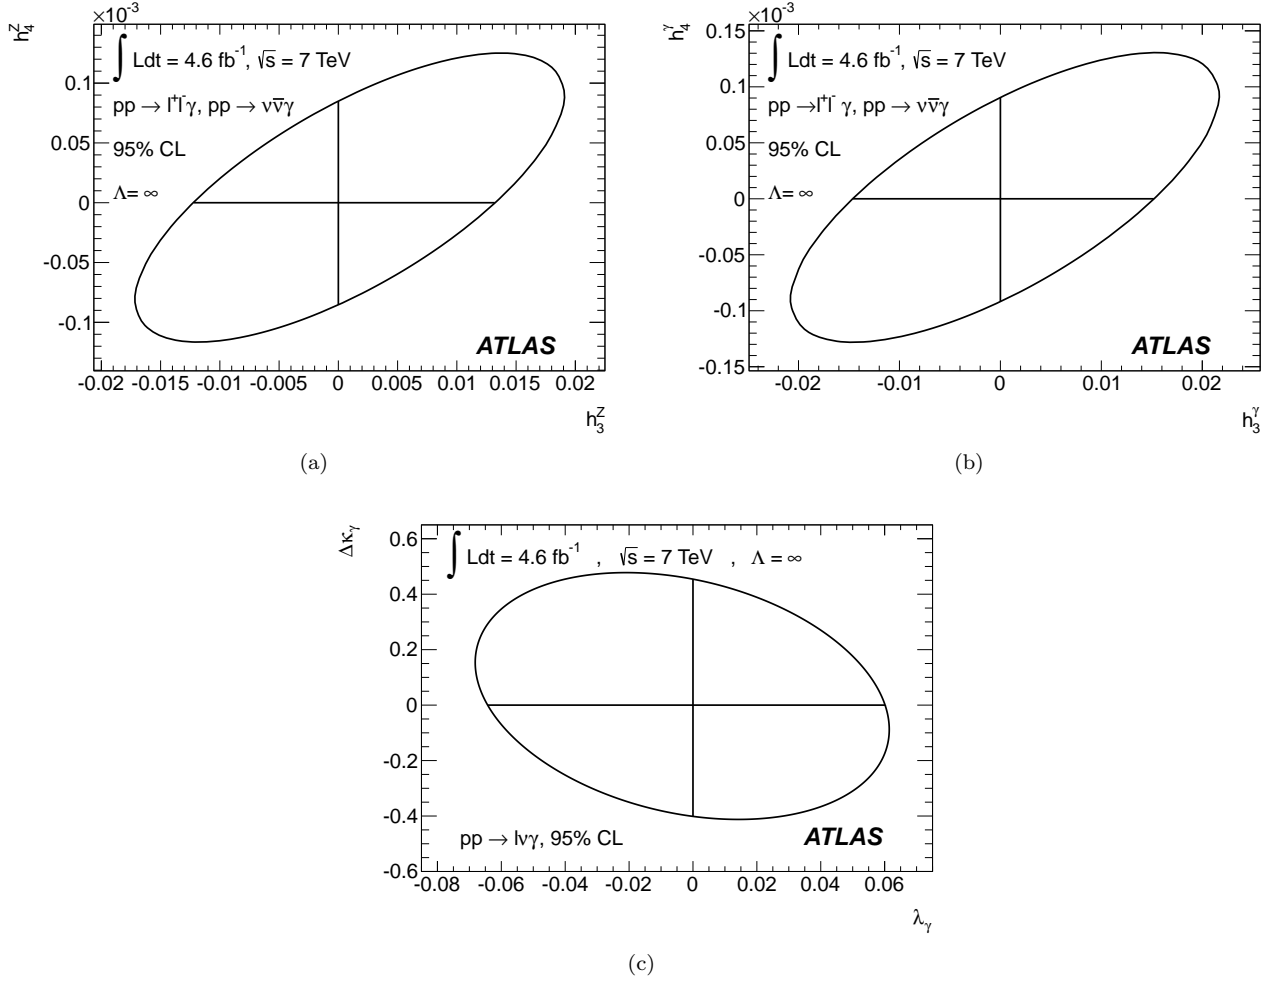 h₄ᶻ ×10⁻³
∫ Ldt = 4.6 fb⁻¹, √s = 7 TeV
pp → l⁺l⁻γ, pp → νν̄γ
95% CL
Λ= ∞
0.1
0.05
0
-0.05
-0.1
ATLAS
-0.02 -0.015 -0.01 -0.005 0 0.005 0.01 0.015 0.02
h₃ᶻ
(a)
h₄ᵞ ×10⁻³
∫ Ldt = 4.6 fb⁻¹, √s = 7 TeV
pp →l⁺l⁻ γ, pp → νν̄γ
95% CL
Λ= ∞
0.15
0.1
0.05
0
-0.05
-0.1
-0.15
ATLAS
-0.02 -0.01 0 0.01 0.02
h₃ᵞ
(b)
Δκᵧ
∫ Ldt = 4.6 fb⁻¹ , √s = 7 TeV , Λ = ∞
0.6
0.4
0.2
0
-0.2
-0.4
-0.6
pp → lνγ, 95% CL
ATLAS
-0.08 -0.06 -0.04 -0.02 0 0.02 0.04 0.06
λᵧ
(c)